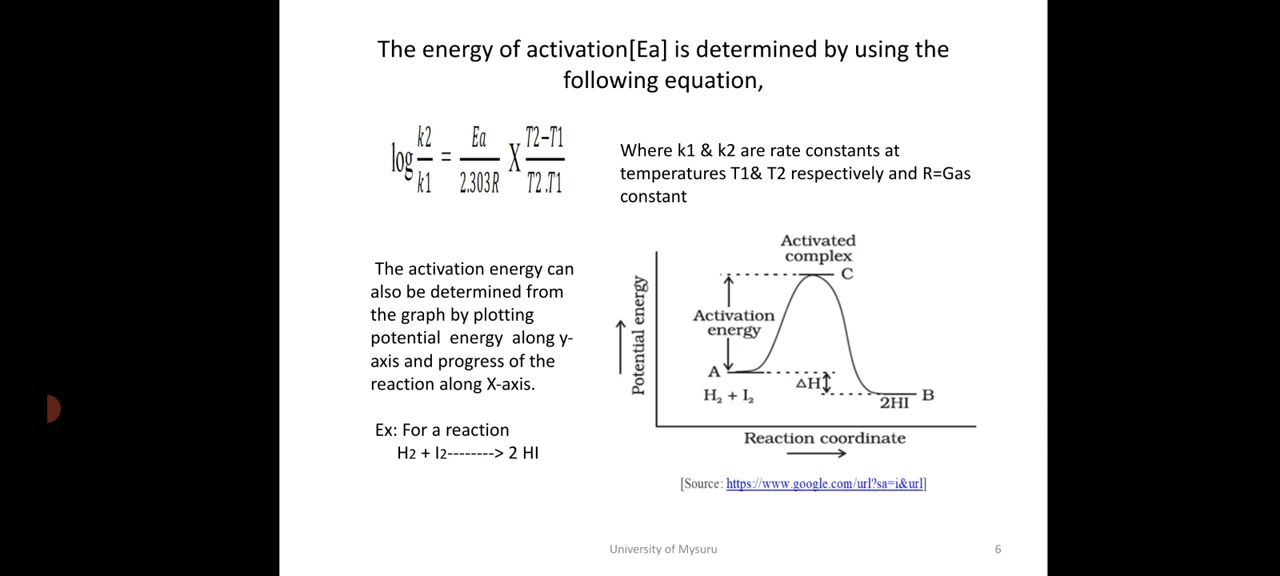 The energy of activation[Ea] is determined by using the
following equation,
log k2/k1 = Ea/2.303R X T2−T1/T2.T1
Where k1 & k2 are rate constants at
temperatures T1& T2 respectively and R=Gas
constant
The activation energy can
also be determined from
the graph by plotting
potential energy along y-
axis and progress of the
reaction along X-axis.
Ex: For a reaction
H2 + I2--------> 2 HI
Activated
complex
C
Potential energy
Activation
energy
A
H₂ + I₂
ΔH
2HI
B
Reaction coordinate
[Source: https://www.google.com/url?sa=i&url]
University of Mysuru
6